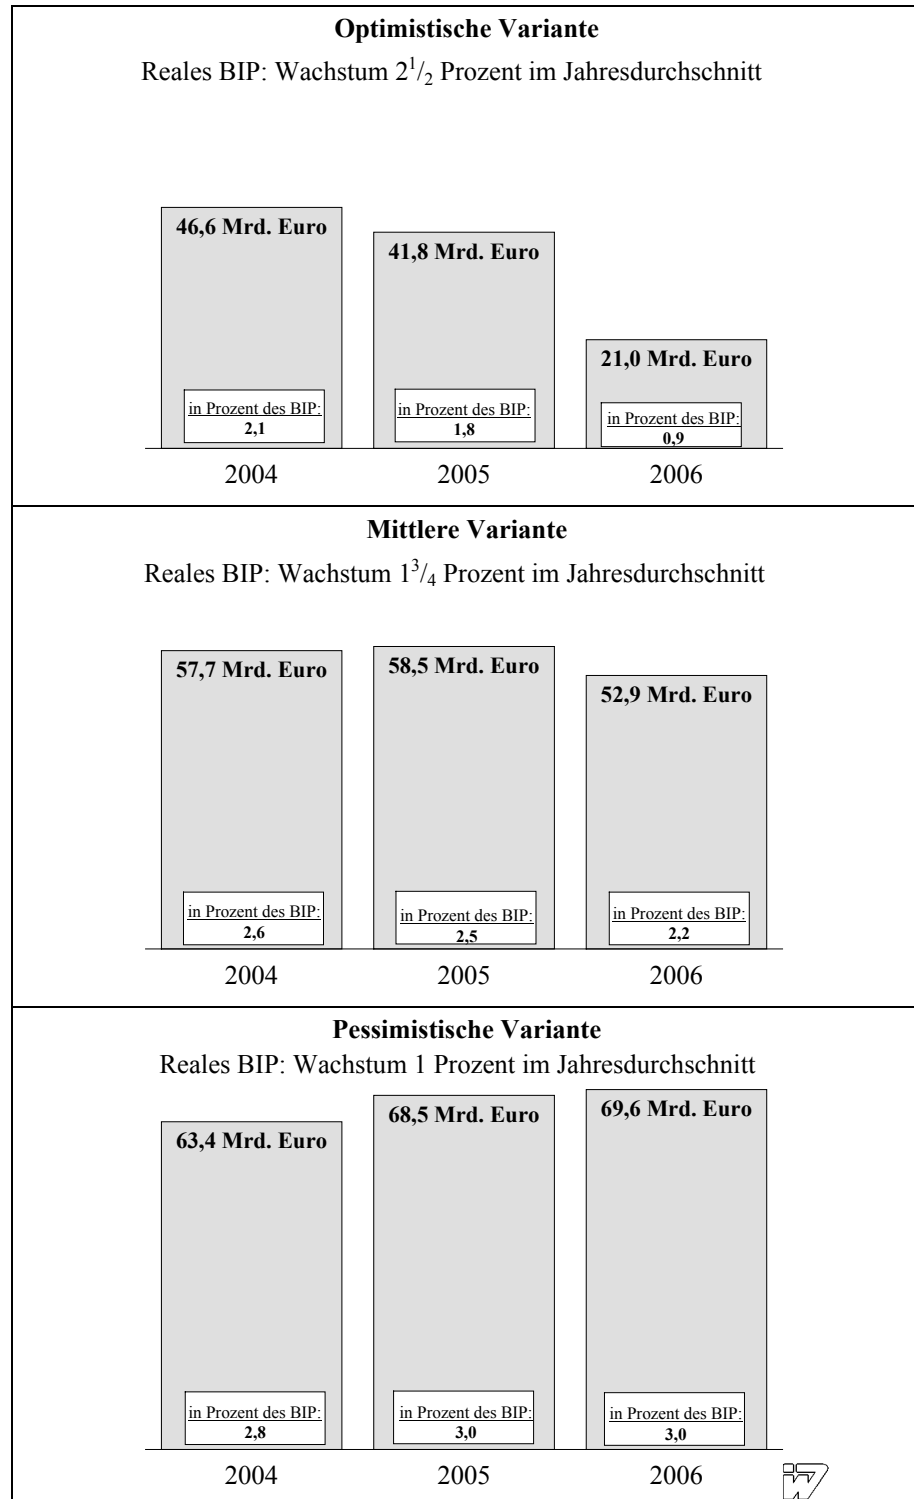 Optimistische Variante
Reales BIP: Wachstum 2 1/2 Prozent im Jahresdurchschnitt
46,6 Mrd. Euro
41,8 Mrd. Euro
21,0 Mrd. Euro
in Prozent des BIP:
2,1
in Prozent des BIP:
1,8
in Prozent des BIP:
0,9
2004 2005 2006
Mittlere Variante
Reales BIP: Wachstum 1 3/4 Prozent im Jahresdurchschnitt
57,7 Mrd. Euro
58,5 Mrd. Euro
52,9 Mrd. Euro
in Prozent des BIP:
2,6
in Prozent des BIP:
2,5
in Prozent des BIP:
2,2
2004 2005 2006
Pessimistische Variante
Reales BIP: Wachstum 1 Prozent im Jahresdurchschnitt
63,4 Mrd. Euro
68,5 Mrd. Euro
69,6 Mrd. Euro
in Prozent des BIP:
2,8
in Prozent des BIP:
3,0
in Prozent des BIP:
3,0
2004 2005 2006